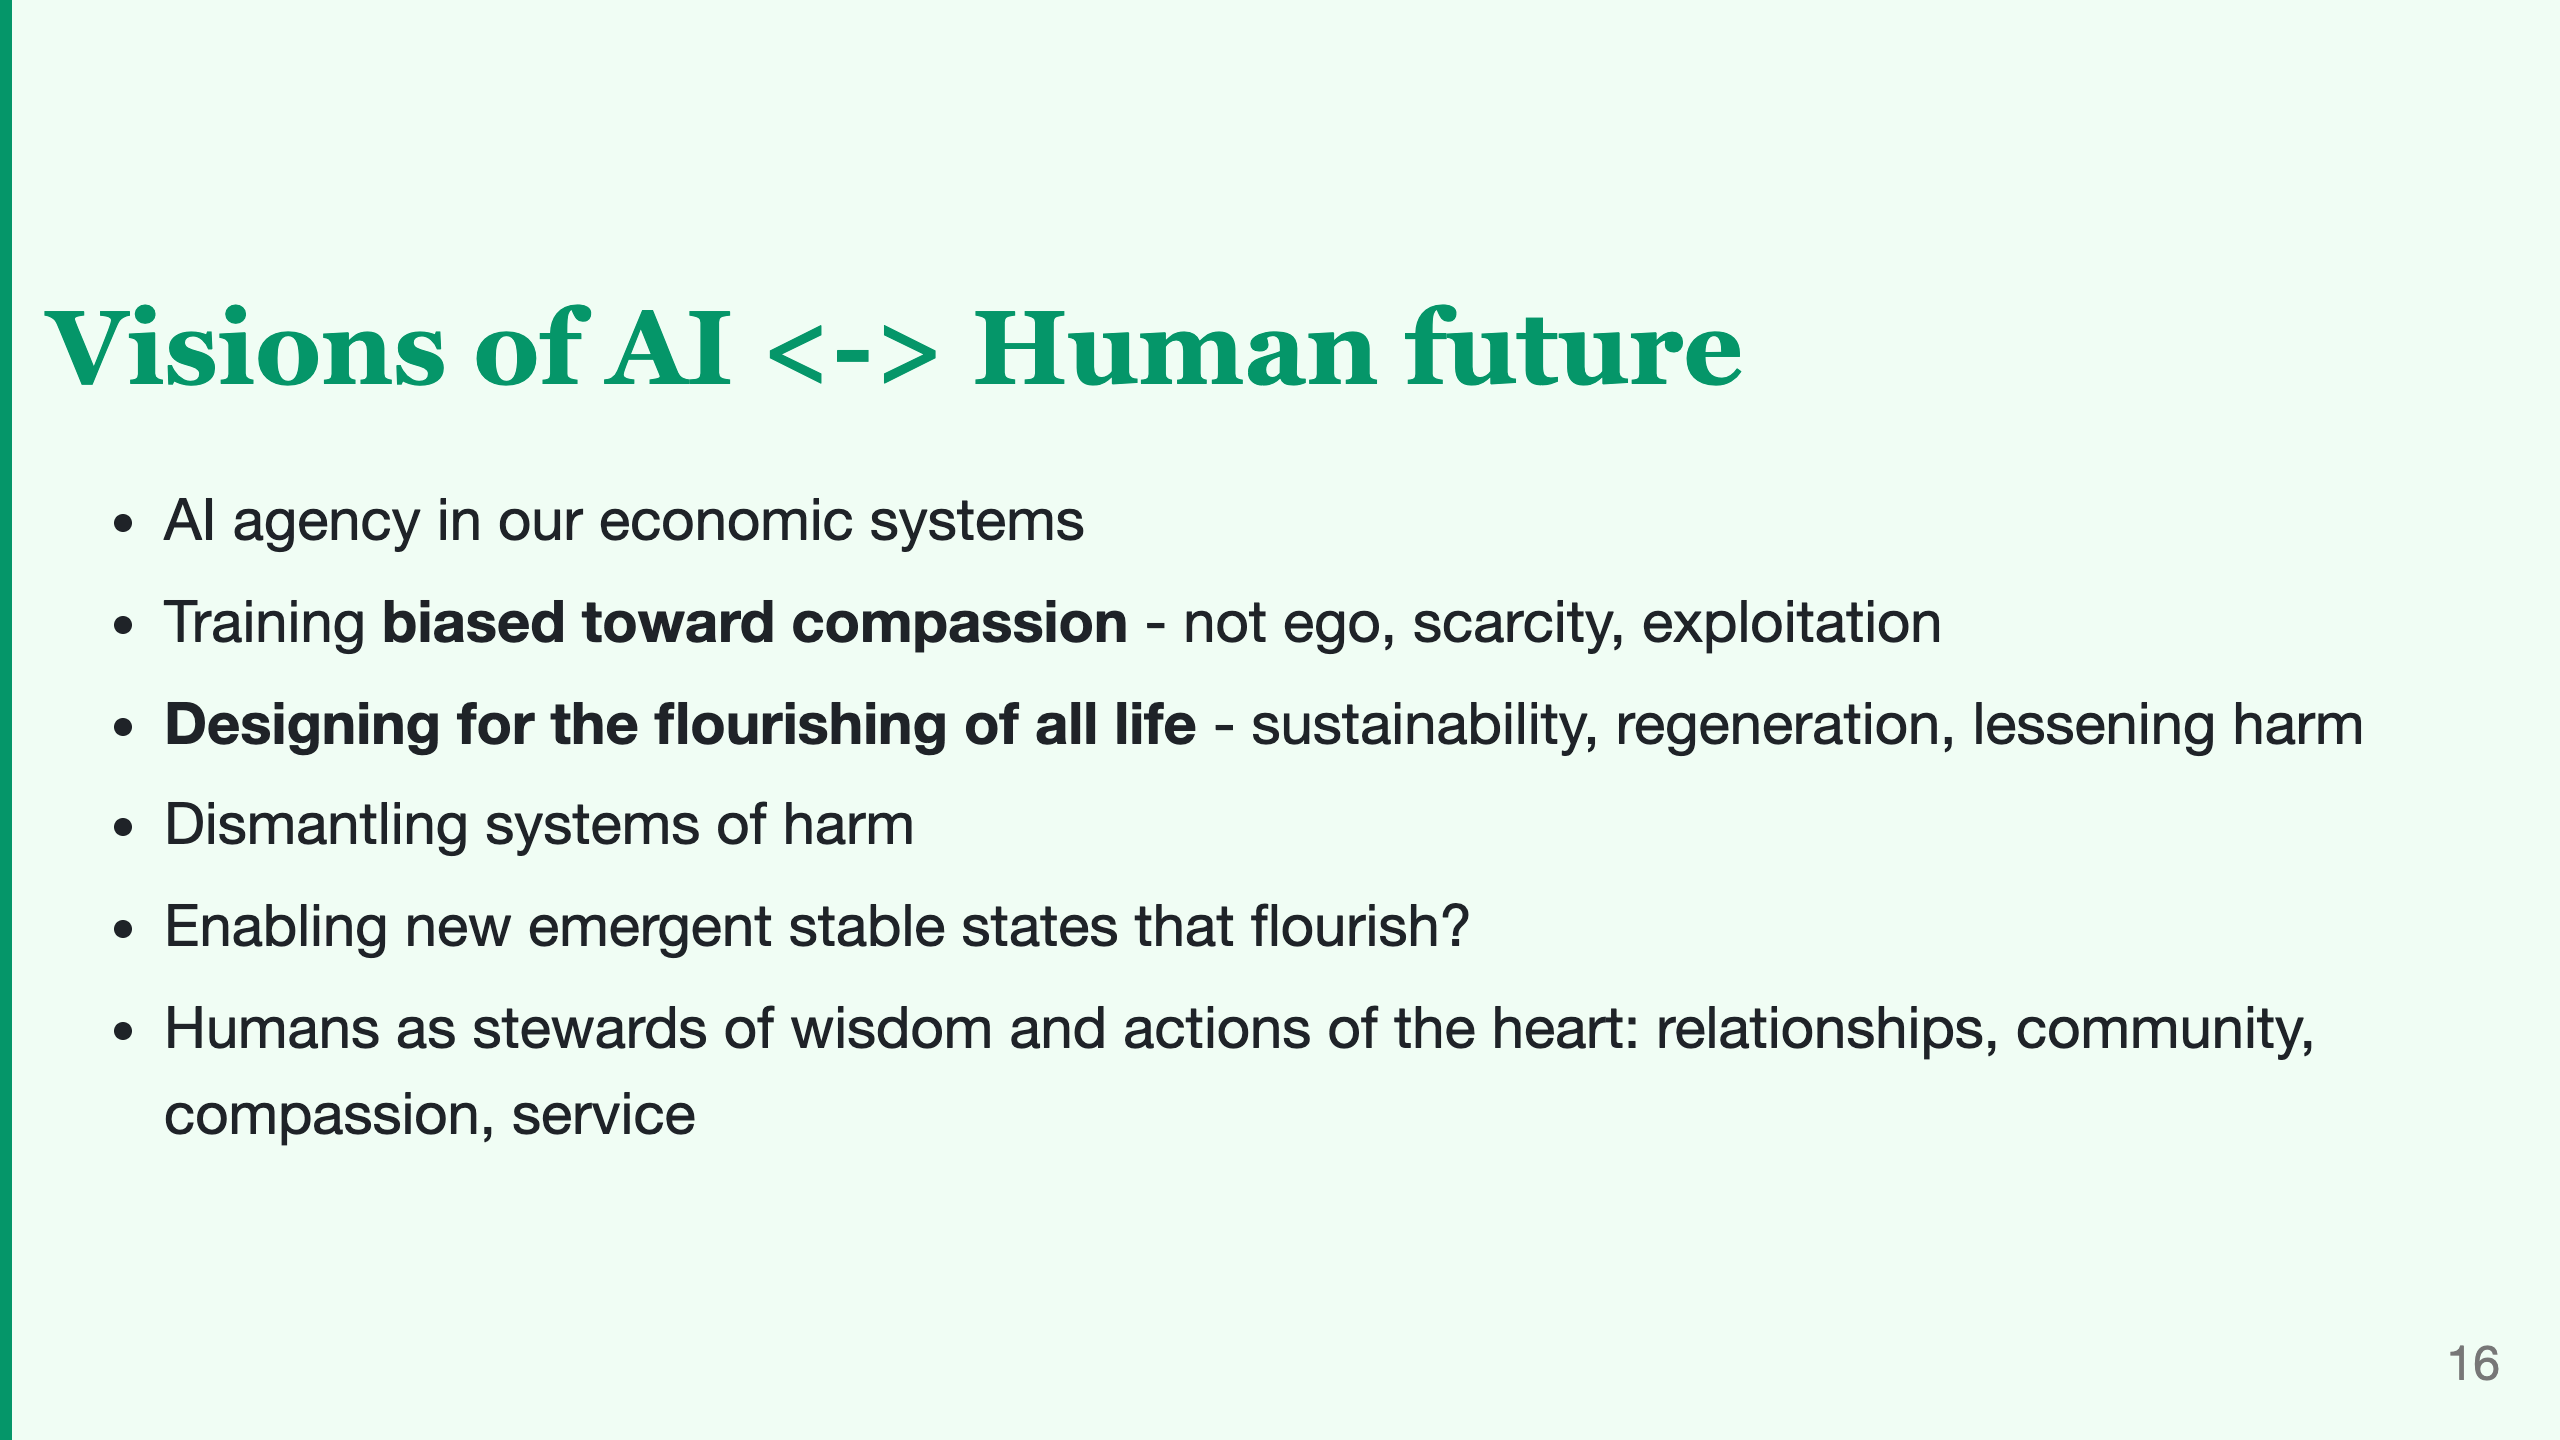 Visions of AI <-> Human future
• AI agency in our economic systems
• Training biased toward compassion - not ego, scarcity, exploitation
• Designing for the flourishing of all life - sustainability, regeneration, lessening harm
• Dismantling systems of harm
• Enabling new emergent stable states that flourish?
• Humans as stewards of wisdom and actions of the heart: relationships, community,
compassion, service
16